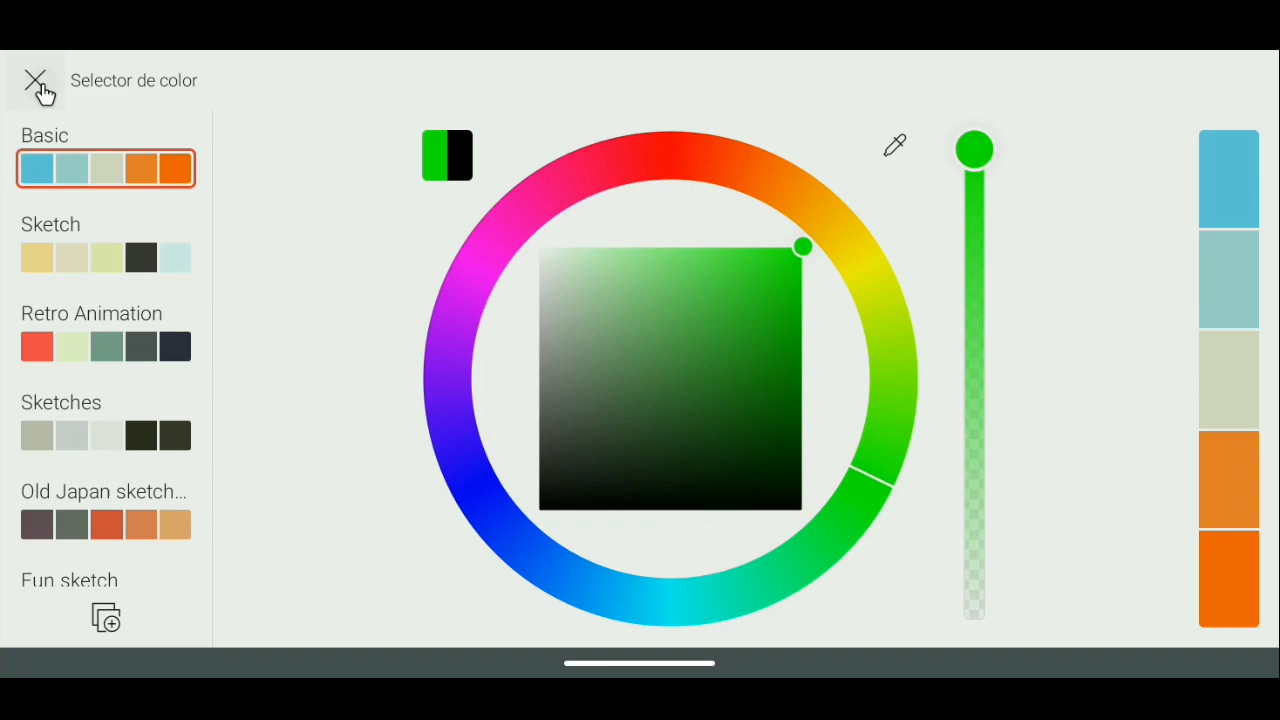 Selector de color
Basic
Sketch
Retro Animation
Sketches
Old Japan sketch...
Fun sketch